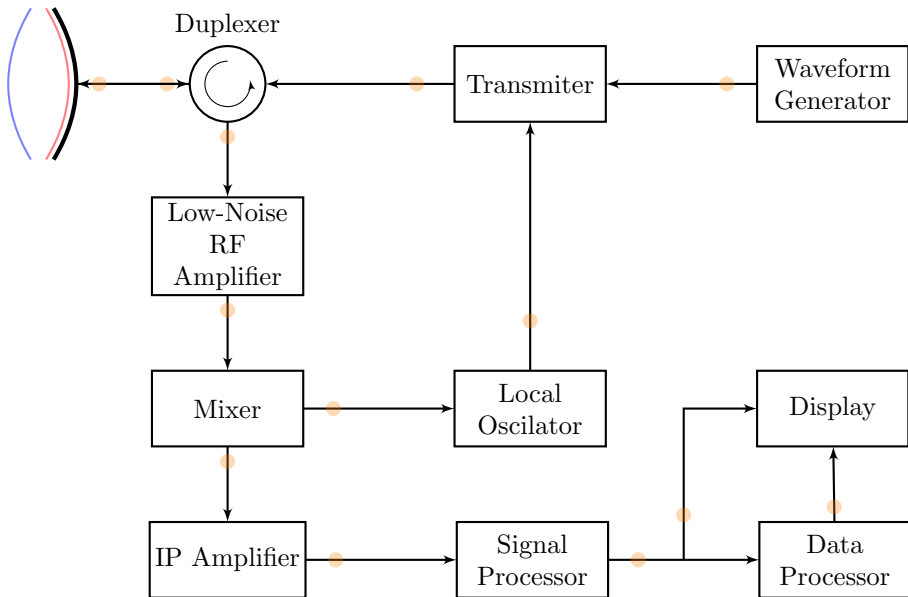 Duplexer
Transmiter
Waveform
Generator
Low-Noise
RF
Amplifier
Mixer
Local
Oscilator
Display
IP Amplifier
Signal
Processor
Data
Processor